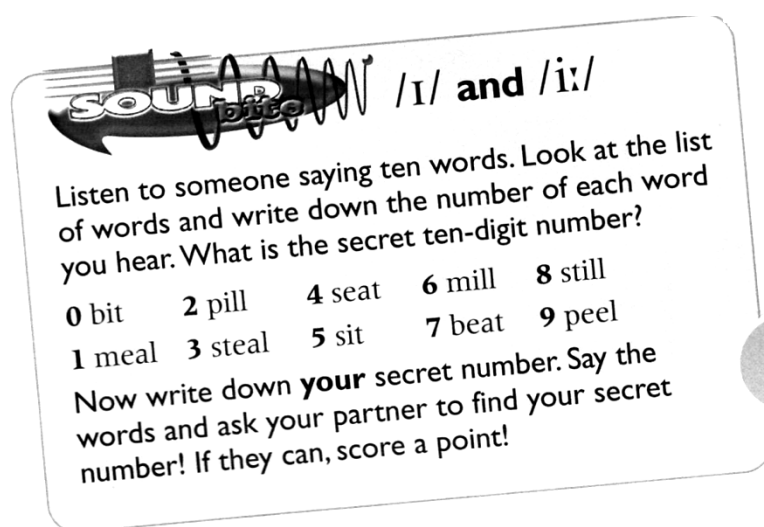 SOUND bite /ɪ/ and /iː/
Listen to someone saying ten words. Look at the list
of words and write down the number of each word
you hear. What is the secret ten-digit number?
0 bit 2 pill 4 seat 6 mill 8 still
1 meal 3 steal 5 sit 7 beat 9 peel
Now write down your secret number. Say the
words and ask your partner to find your secret
number! If they can, score a point!